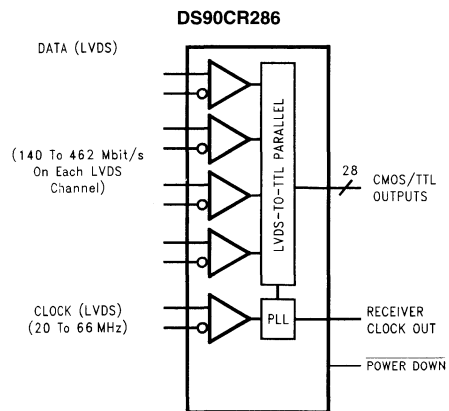 DS90CR286
DATA (LVDS)
(140 To 462 Mbit/s
On Each LVDS
Channel)
LVDS-TO-TTL PARALLEL
28
CMOS/TTL
OUTPUTS
CLOCK (LVDS)
(20 To 66 MHz)
PLL
RECEIVER
CLOCK OUT
POWER DOWN